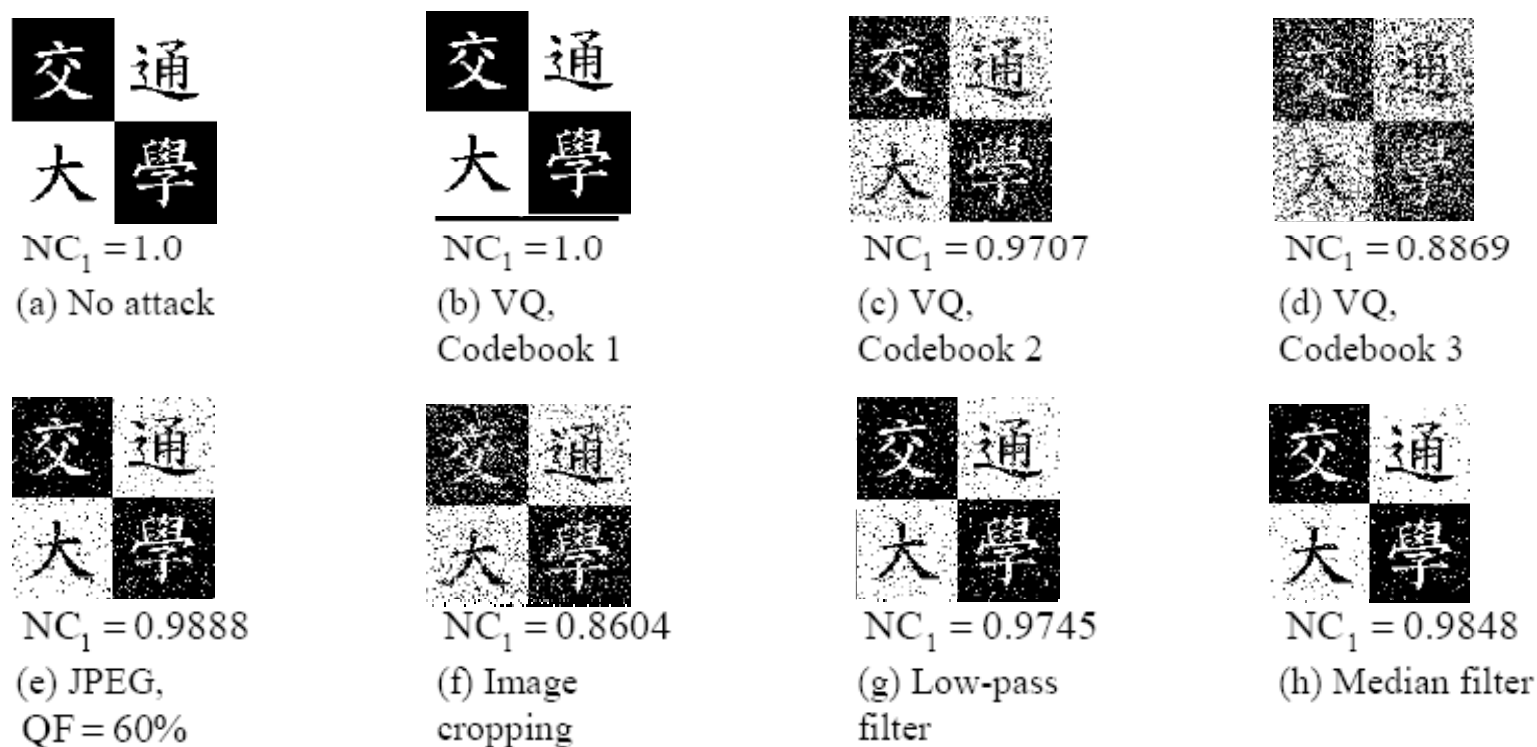 交 通
大 學
NC₁ = 1.0
(a) No attack
交 通
大 學
NC₁ = 1.0
(b) VQ,
Codebook 1
交 通
大 學
NC₁ = 0.9707
(c) VQ,
Codebook 2
交 通
大 學
NC₁ = 0.8869
(d) VQ,
Codebook 3
交 通
大 學
NC₁ = 0.9888
(e) JPEG,
QF = 60%
交 通
大 學
NC₁ = 0.8604
(f) Image
cropping
交 通
大 學
NC₁ = 0.9745
(g) Low-pass
filter
交 通
大 學
NC₁ = 0.9848
(h) Median filter